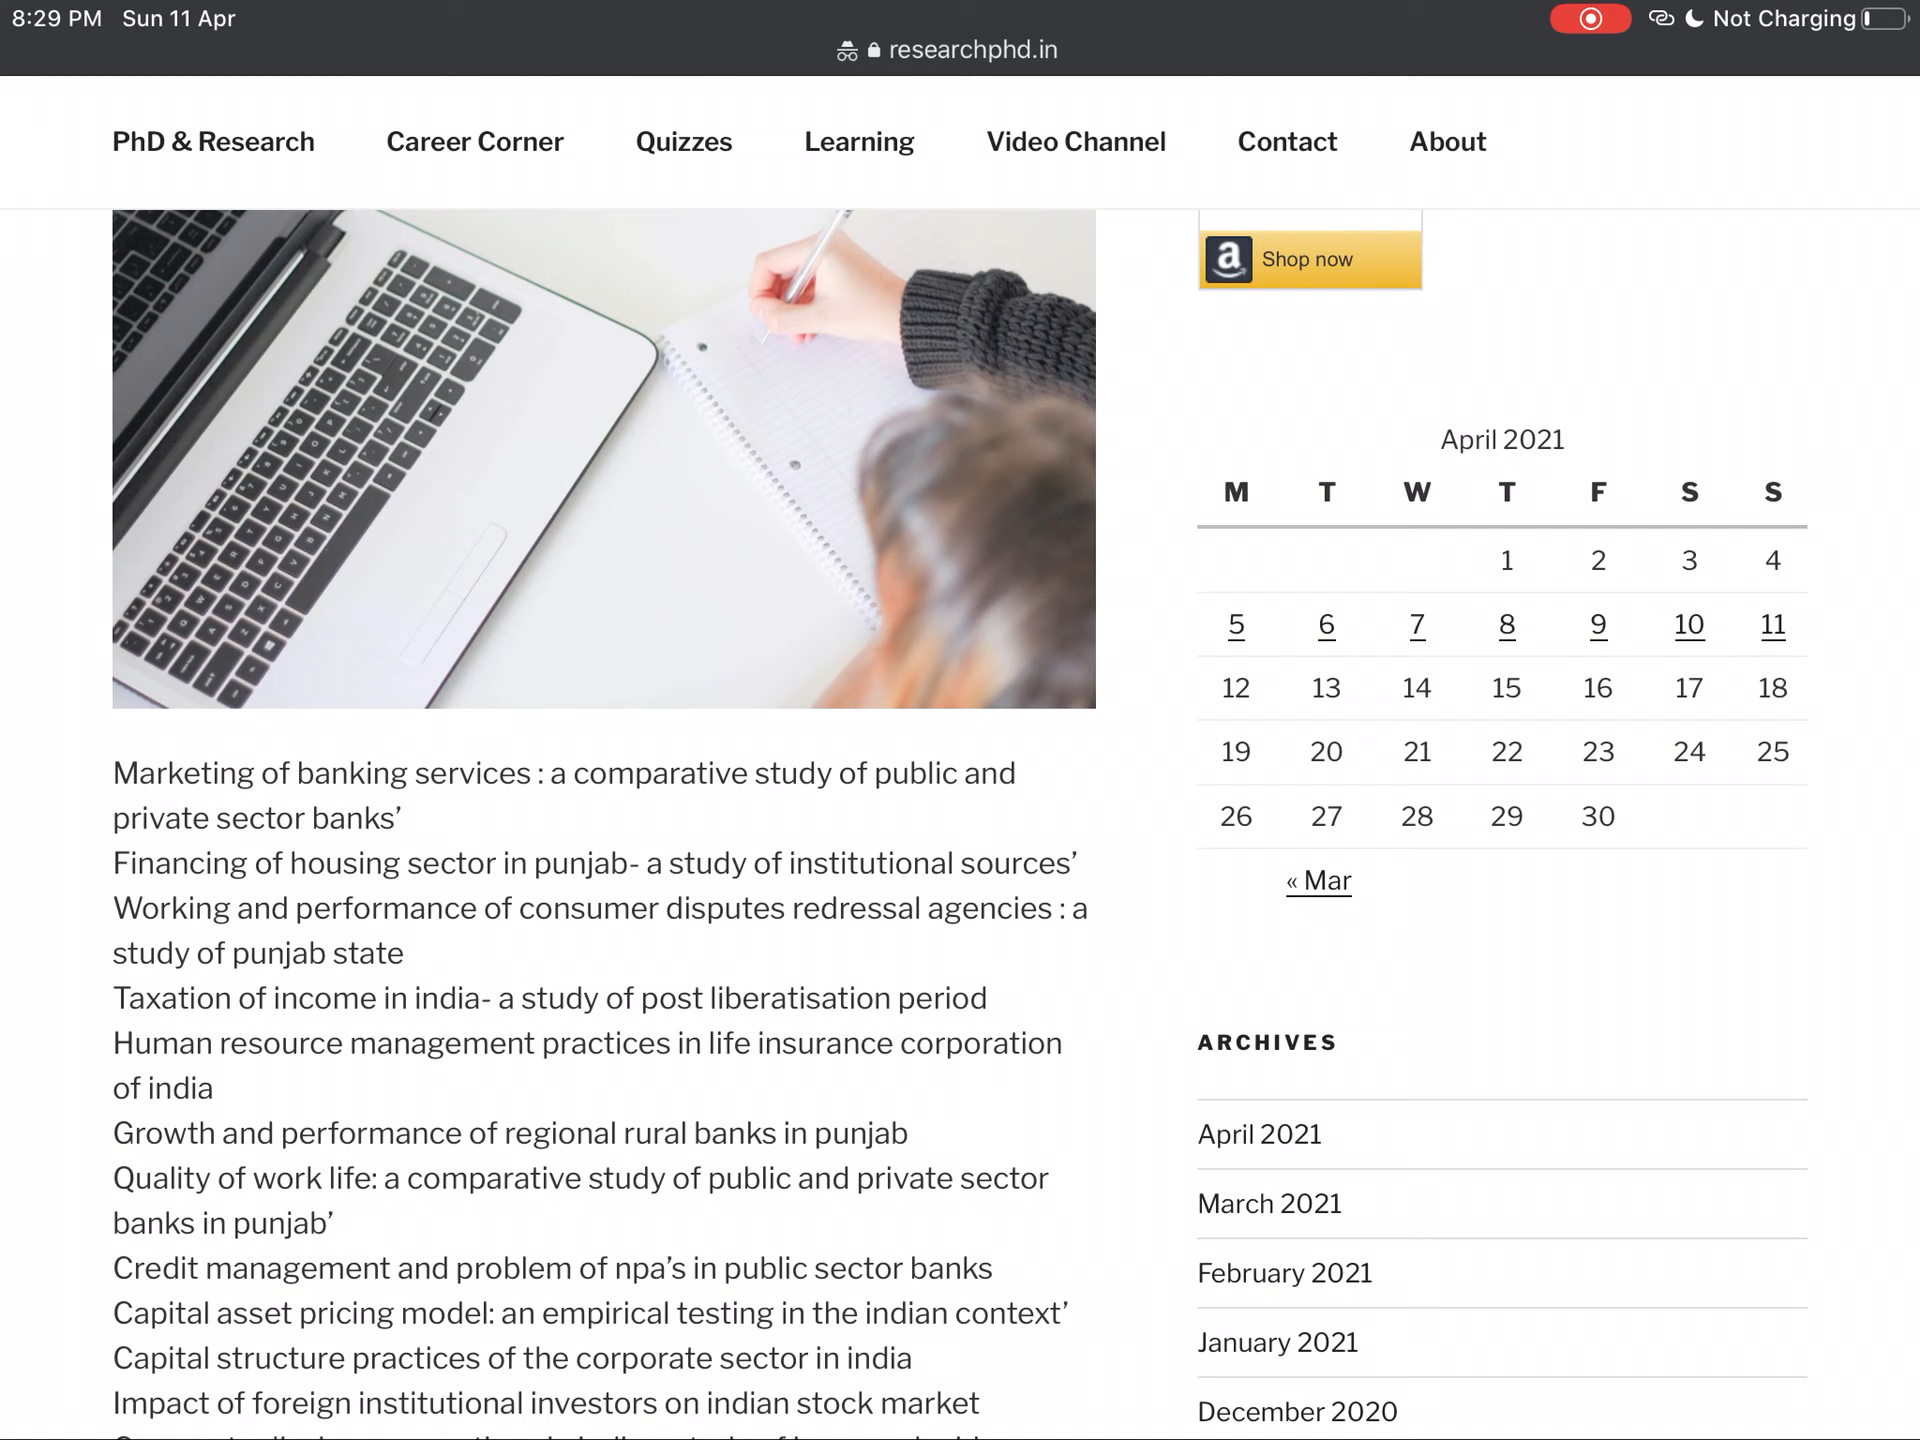 8:29 PM Sun 11 Apr
Not Charging
researchphd.in
PhD & Research Career Corner Quizzes Learning Video Channel Contact About
a Shop now
Marketing of banking services : a comparative study of public and
private sector banks’
Financing of housing sector in punjab- a study of institutional sources’
Working and performance of consumer disputes redressal agencies : a
study of punjab state
Taxation of income in india- a study of post liberatisation period
Human resource management practices in life insurance corporation
of india
Growth and performance of regional rural banks in punjab
Quality of work life: a comparative study of public and private sector
banks in punjab’
Credit management and problem of npa’s in public sector banks
Capital asset pricing model: an empirical testing in the indian context’
Capital structure practices of the corporate sector in india
Impact of foreign institutional investors on indian stock market
April 2021
M T W T F S S
1 2 3 4
5 6 7 8 9 10 11
12 13 14 15 16 17 18
19 20 21 22 23 24 25
26 27 28 29 30
« Mar
ARCHIVES
April 2021
March 2021
February 2021
January 2021
December 2020